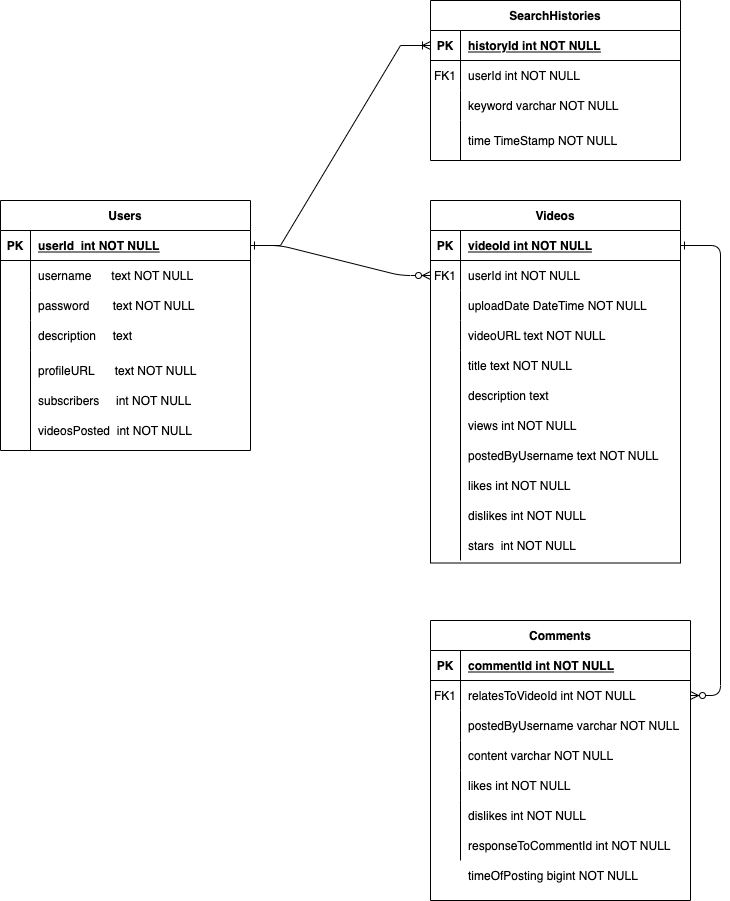 SearchHistories
PK historyId int NOT NULL
FK1 userId int NOT NULL
keyword varchar NOT NULL
time TimeStamp NOT NULL
Users
PK userId int NOT NULL
username text NOT NULL
password text NOT NULL
description text
profileURL text NOT NULL
subscribers int NOT NULL
videosPosted int NOT NULL
Videos
PK videoId int NOT NULL
FK1 userId int NOT NULL
uploadDate DateTime NOT NULL
videoURL text NOT NULL
title text NOT NULL
description text
views int NOT NULL
postedByUsername text NOT NULL
likes int NOT NULL
dislikes int NOT NULL
stars int NOT NULL
Comments
PK commentId int NOT NULL
FK1 relatesToVideoId int NOT NULL
postedByUsername varchar NOT NULL
content varchar NOT NULL
likes int NOT NULL
dislikes int NOT NULL
responseToCommentId int NOT NULL
timeOfPosting bigint NOT NULL